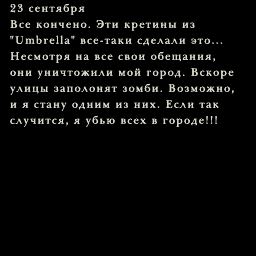 23 сентября
Все кончено. Эти кретины из
"Umbrella" все-таки сделали это...
Несмотря на все свои обещания,
они уничтожили мой город. Вскоре
улицы заполонят зомби. Возможно,
и я стану одним из них. Если так
случится, я убью всех в городе!!!